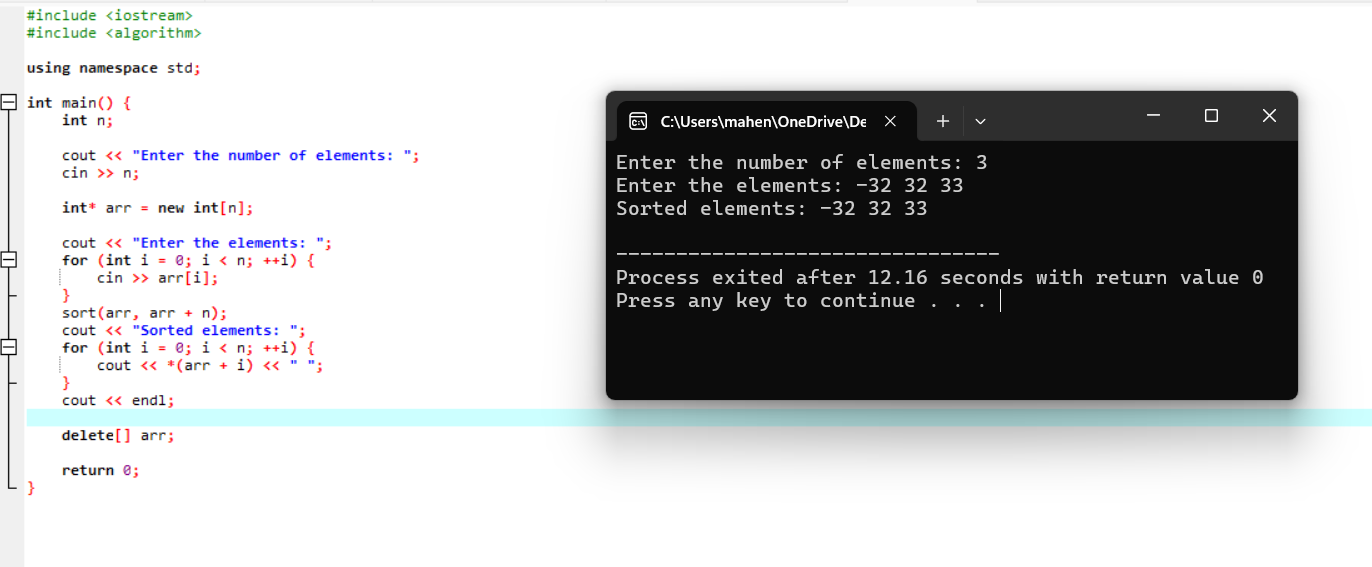 #include <iostream>
#include <algorithm>
using namespace std;
int main() {
int n;
cout << "Enter the number of elements: ";
cin >> n;
int* arr = new int[n];
cout << "Enter the elements: ";
for (int i = 0; i < n; ++i) {
cin >> arr[i];
}
sort(arr, arr + n);
cout << "Sorted elements: ";
for (int i = 0; i < n; ++i) {
cout << *(arr + i) << " ";
}
cout << endl;
delete[] arr;
return 0;
}
C:\Users\mahen\OneDrive\De
Enter the number of elements: 3
Enter the elements: -32 32 33
Sorted elements: -32 32 33
--------------------------------
Process exited after 12.16 seconds with return value 0
Press any key to continue . . .